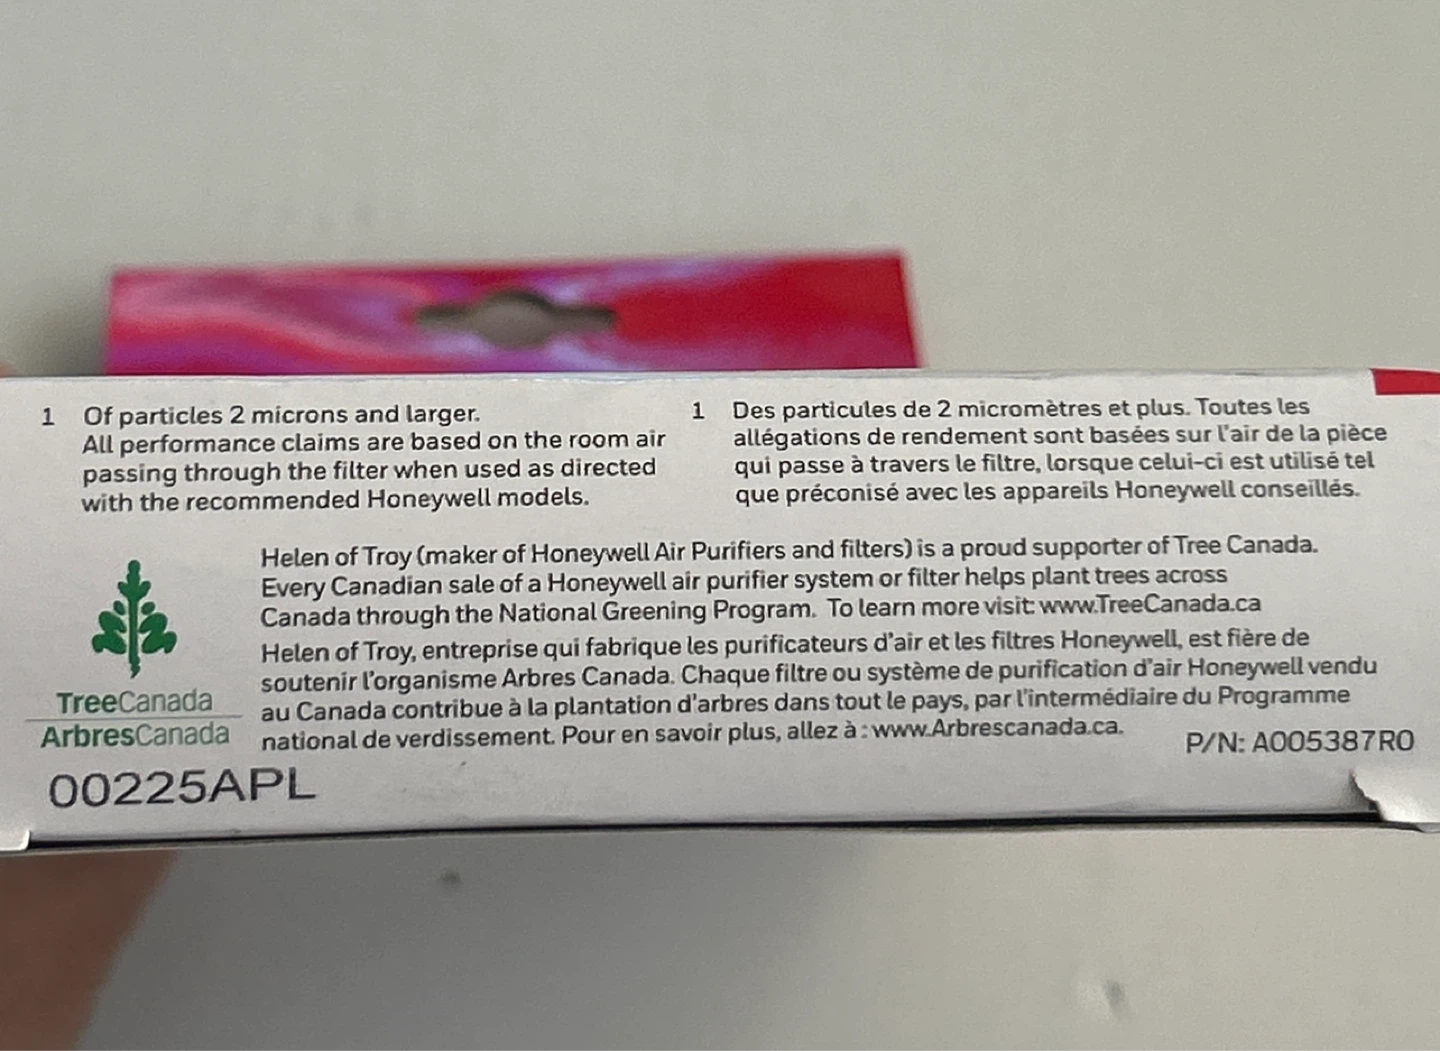 1 Of particles 2 microns and larger.
All performance claims are based on the room air
passing through the filter when used as directed
with the recommended Honeywell models.
1 Des particules de 2 micromètres et plus. Toutes les
allégations de rendement sont basées sur l'air de la pièce
qui passe à travers le filtre, lorsque celui-ci est utilisé tel
que préconisé avec les appareils Honeywell conseillés.
Helen of Troy (maker of Honeywell Air Purifiers and filters) is a proud supporter of Tree Canada.
Every Canadian sale of a Honeywell air purifier system or filter helps plant trees across
Canada through the National Greening Program. To learn more visit: www.TreeCanada.ca
Helen of Troy, entreprise qui fabrique les purificateurs d'air et les filtres Honeywell, est fière de
soutenir l'organisme Arbres Canada. Chaque filtre ou système de purification d'air Honeywell vendu
au Canada contribue à la plantation d'arbres dans tout le pays, par l'intermédiaire du Programme
national de verdissement. Pour en savoir plus, allez à : www.Arbrescanada.ca.
TreeCanada
ArbresCanada
P/N: A005387R0
00225APL